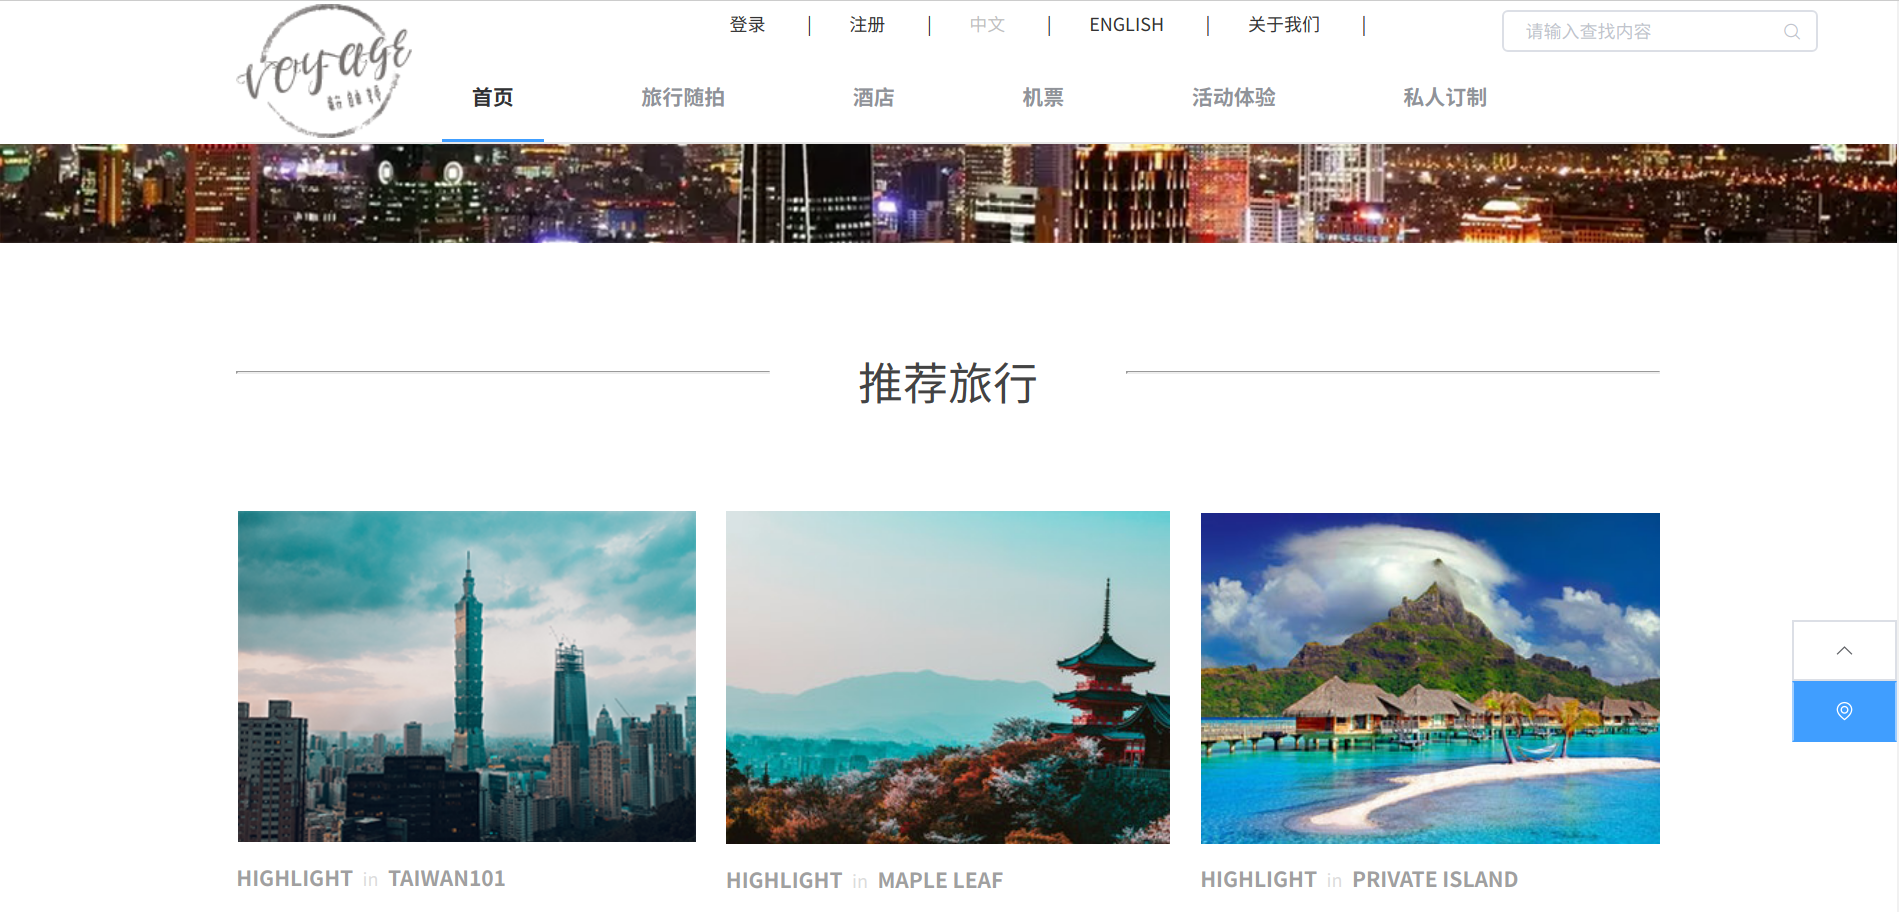 voyage
登录 | 注册 | 中文 | ENGLISH | 关于我们 |
请输入查找内容
首页 旅行随拍 酒店 机票 活动体验 私人订制
推荐旅行
HIGHLIGHT in TAIWAN101
HIGHLIGHT in MAPLE LEAF
HIGHLIGHT in PRIVATE ISLAND